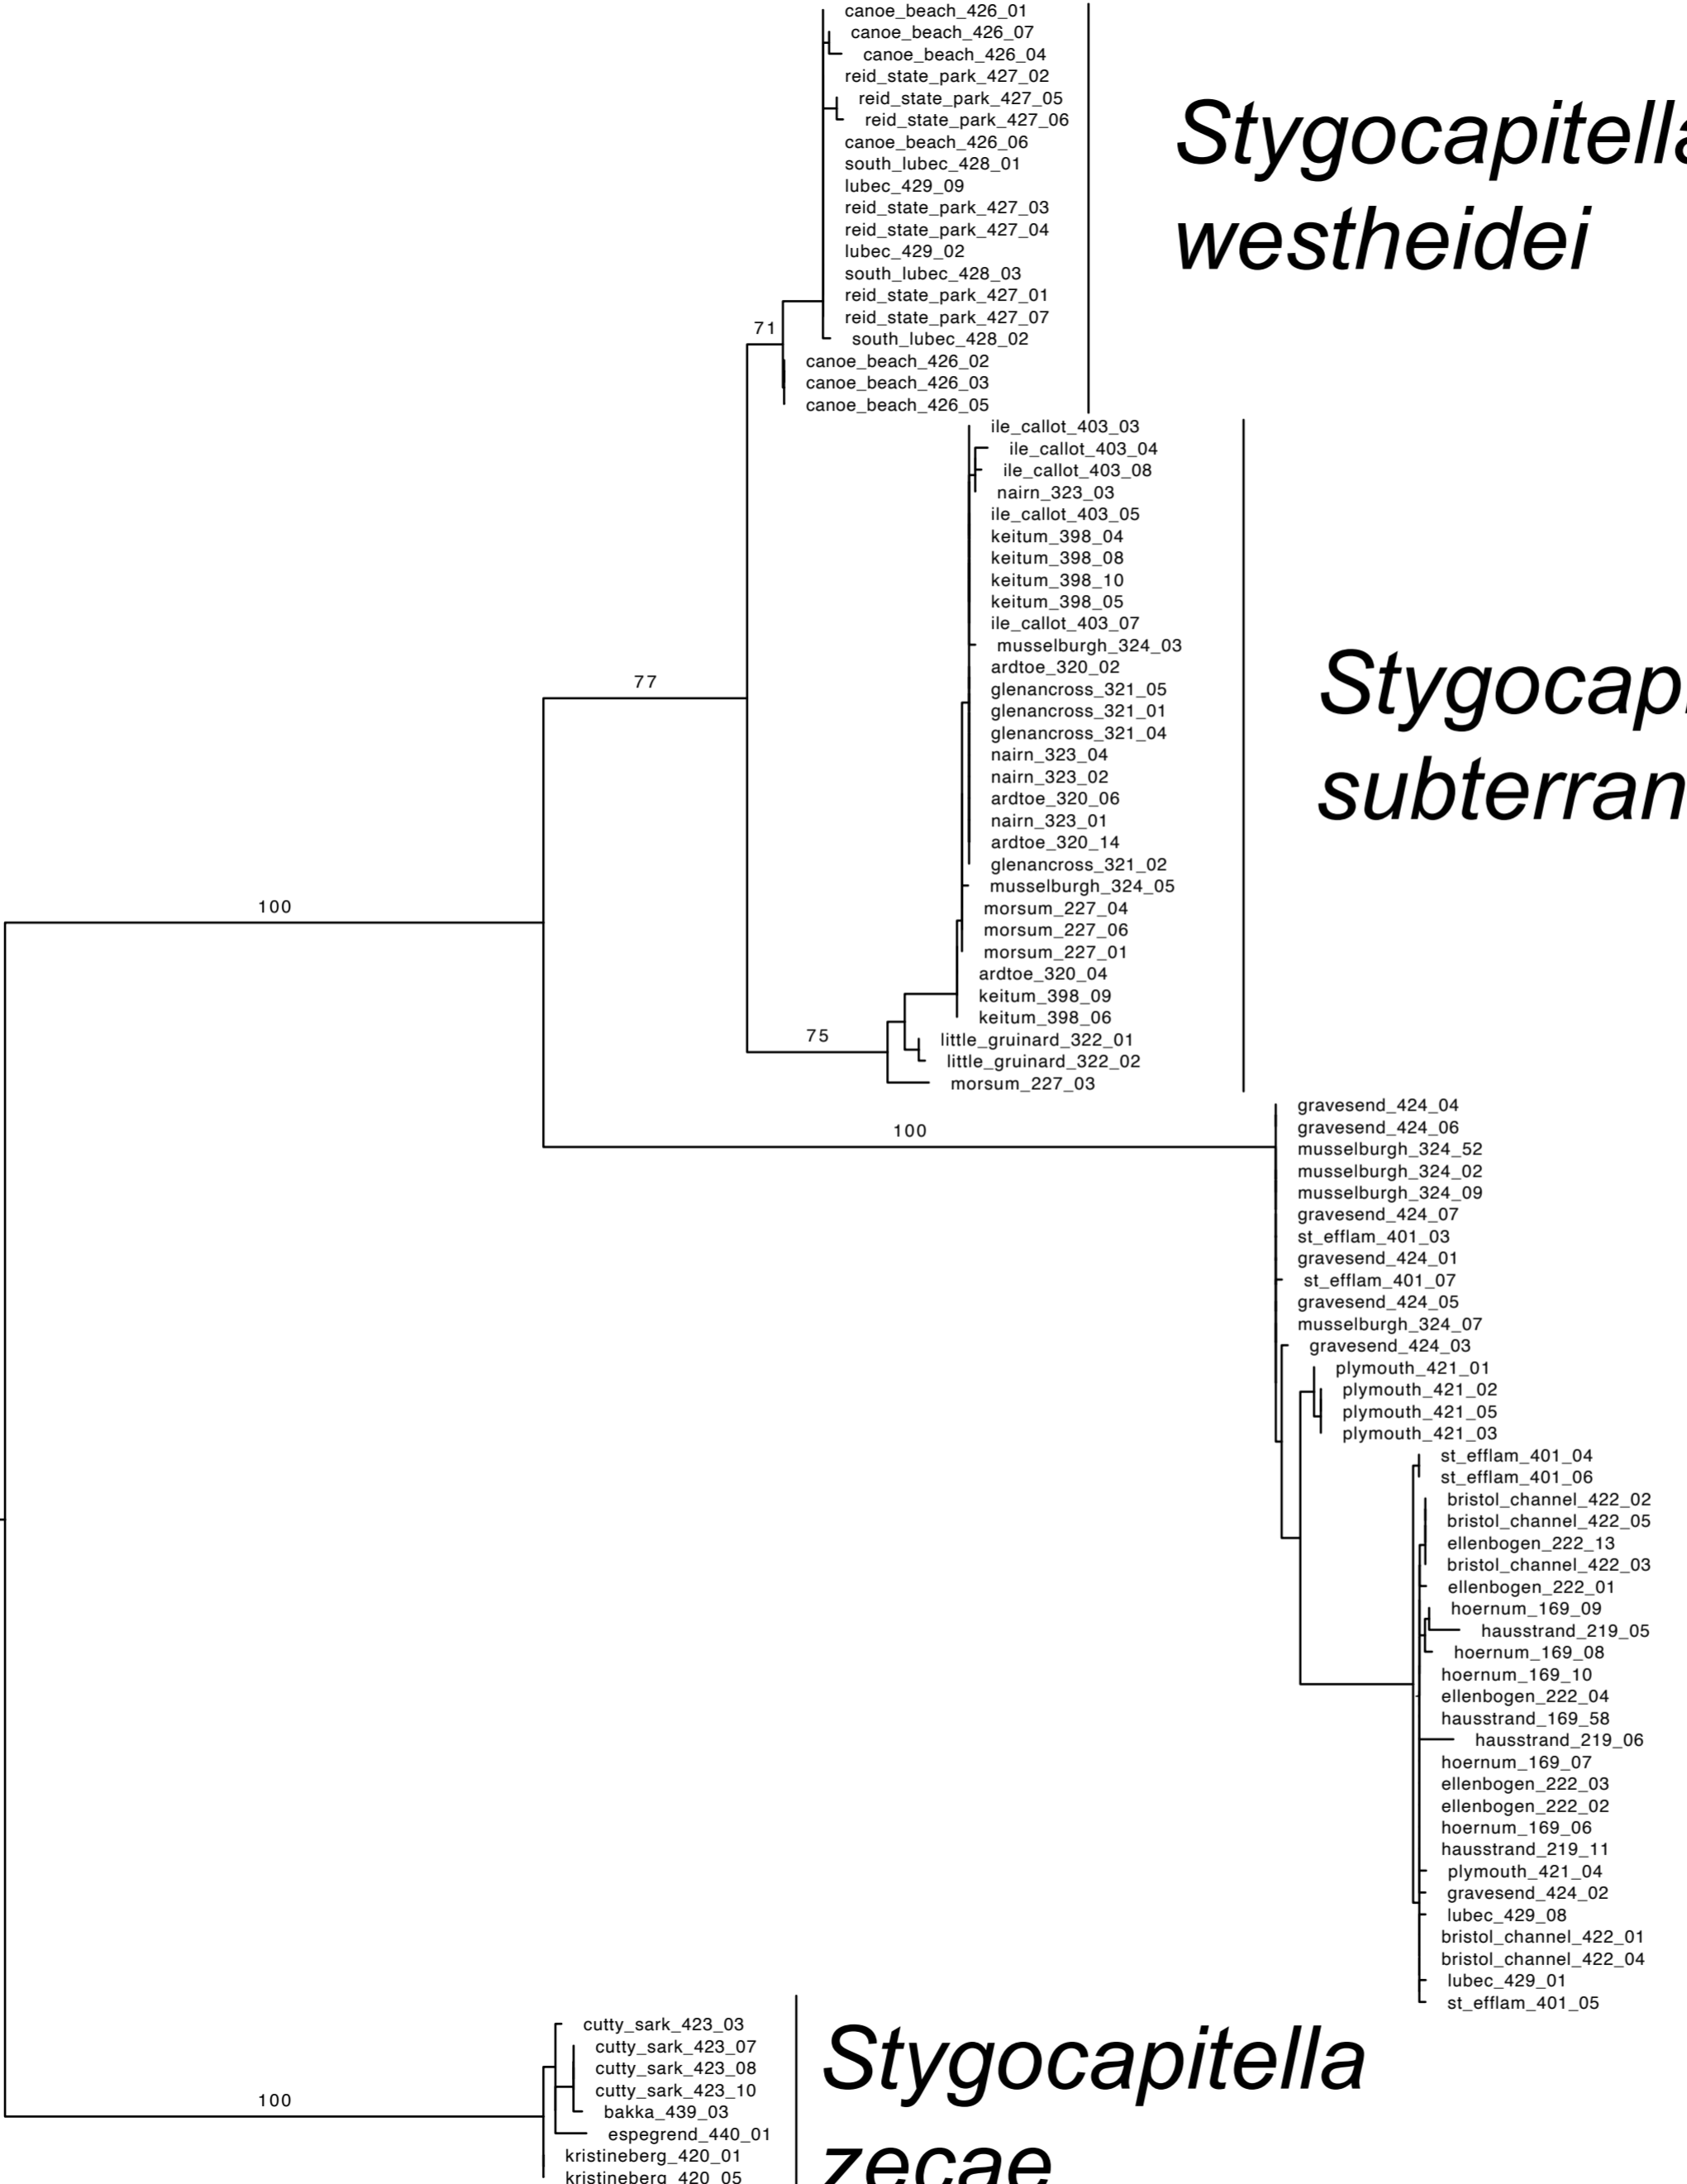 canoe_beach_426_01
canoe_beach_426_07
canoe_beach_426_04
reid_state_park_427_02
reid_state_park_427_05
reid_state_park_427_06
canoe_beach_426_06
south_lubec_428_01
lubec_429_09
reid_state_park_427_03
reid_state_park_427_04
lubec_429_02
south_lubec_428_03
reid_state_park_427_01
reid_state_park_427_07
south_lubec_428_02
canoe_beach_426_02
canoe_beach_426_03
canoe_beach_426_05
Stygocapitella
westheidei
71
ile_callot_403_03
ile_callot_403_04
ile_callot_403_08
nairn_323_03
ile_callot_403_05
keitum_398_04
keitum_398_08
keitum_398_10
keitum_398_05
ile_callot_403_07
musselburgh_324_03
ardtoe_320_02
glenancross_321_05
glenancross_321_01
glenancross_321_04
nairn_323_04
nairn_323_02
ardtoe_320_06
nairn_323_01
ardtoe_320_14
glenancross_321_02
musselburgh_324_05
morsum_227_04
morsum_227_06
morsum_227_01
ardtoe_320_04
keitum_398_09
keitum_398_06
little_gruinard_322_01
little_gruinard_322_02
morsum_227_03
Stygocapi
subterran
77
100
75
100
gravesend_424_04
gravesend_424_06
musselburgh_324_52
musselburgh_324_02
musselburgh_324_09
gravesend_424_07
st_efflam_401_03
gravesend_424_01
st_efflam_401_07
gravesend_424_05
musselburgh_324_07
gravesend_424_03
plymouth_421_01
plymouth_421_02
plymouth_421_05
plymouth_421_03
st_efflam_401_04
st_efflam_401_06
bristol_channel_422_02
bristol_channel_422_05
ellenbogen_222_13
bristol_channel_422_03
ellenbogen_222_01
hoernum_169_09
hausstrand_219_05
hoernum_169_08
hoernum_169_10
ellenbogen_222_04
hausstrand_169_58
hausstrand_219_06
hoernum_169_07
ellenbogen_222_03
ellenbogen_222_02
hoernum_169_06
hausstrand_219_11
plymouth_421_04
gravesend_424_02
lubec_429_08
bristol_channel_422_01
bristol_channel_422_04
lubec_429_01
st_efflam_401_05
100
cutty_sark_423_03
cutty_sark_423_07
cutty_sark_423_08
cutty_sark_423_10
bakka_439_03
espegrend_440_01
kristineberg_420_01
kristineberg_420_05
Stygocapitella
zecae